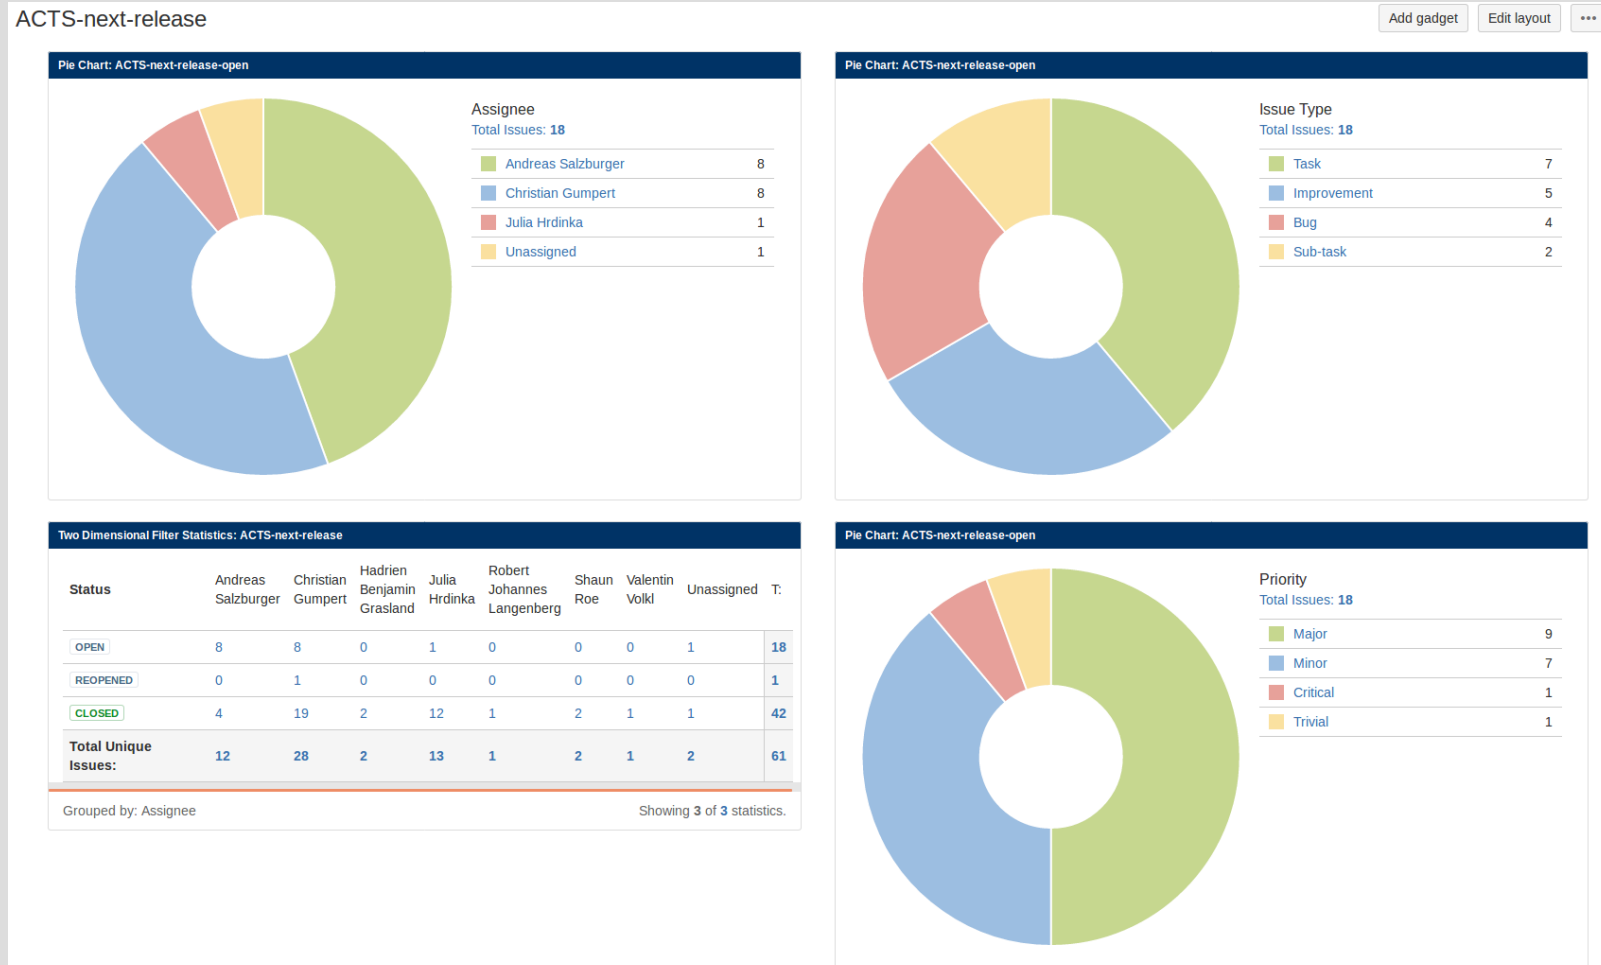 ACTS-next-release
Add gadget
Edit layout
•••
Pie Chart: ACTS-next-release-open
Assignee
Total Issues: 18
Andreas Salzburger 8
Christian Gumpert 8
Julia Hrdinka 1
Unassigned 1
Pie Chart: ACTS-next-release-open
Issue Type
Total Issues: 18
Task 7
Improvement 5
Bug 4
Sub-task 2
Two Dimensional Filter Statistics: ACTS-next-release
Status
Andreas
Salzburger
Christian
Gumpert
Hadrien
Benjamin
Grasland
Julia
Hrdinka
Robert
Johannes
Langenberg
Shaun
Roe
Valentin
Volkl
Unassigned
T:
OPEN 8 8 0 1 0 0 0 1 18
REOPENED 0 1 0 0 0 0 0 0 1
CLOSED 4 19 2 12 1 2 1 1 42
Total Unique
Issues:
12 28 2 13 1 2 1 2 61
Grouped by: Assignee
Showing 3 of 3 statistics.
Pie Chart: ACTS-next-release-open
Priority
Total Issues: 18
Major 9
Minor 7
Critical 1
Trivial 1